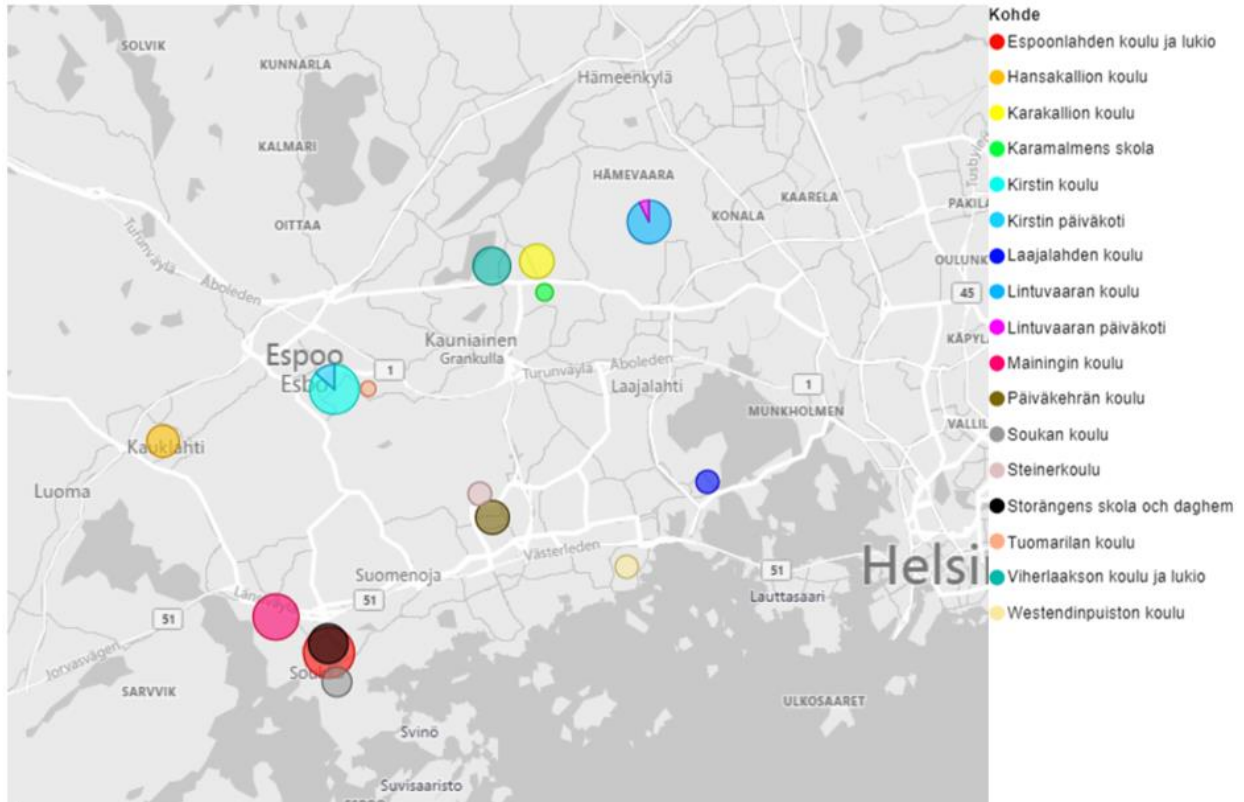 Kohde
Espoonlahden koulu ja lukio
Hansakallion koulu
Karakallion koulu
Karamalmens skola
Kirstin koulu
Kirstin päiväkoti
Laajalahden koulu
Lintuvaaran koulu
Lintuvaaran päiväkoti
Mainingin koulu
Päiväkehrän koulu
Soukan koulu
Steinerkoulu
Storängens skola och daghem
Tuomarilan koulu
Viherlaakson koulu ja lukio
Westendinpuiston koulu
SOLVIK
KUNNARLA
Hämeenkylä
KALMARI
HÄMEVAARA
KAARELA
PAKILA
Tusbyleden
KONALA
OITTAA
Turunväylä
Åboleden
OULUNK
45
Kauniainen
Grankulla
KÄPYL
Espoo
Esbo
1
Turunväylä
Åboleden
Laajalahti
1
MUNKHOLMEN
VALLIL
Kauklahti
Luoma
Västerleden
Suomenoja
51
Helsi
Lauttasaari
Länsiväylä
51
51
Jorvasvägen
SARVVIK
ULKOSAARET
Svinö
Suvisaaristo